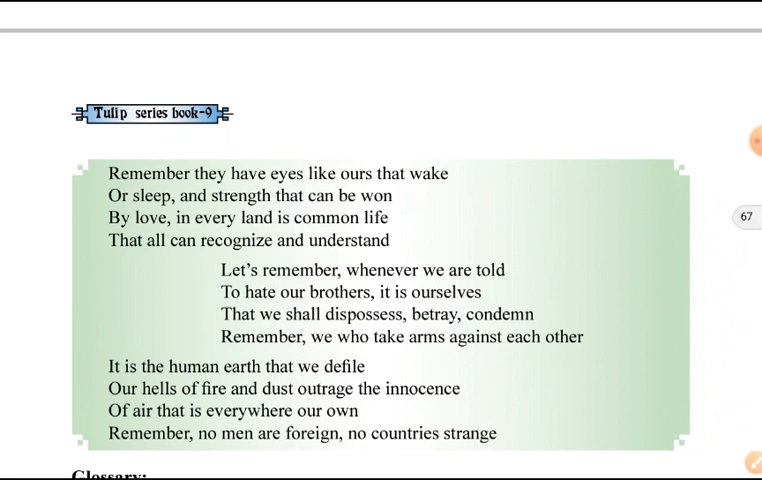 Tulip series book-9
Remember they have eyes like ours that wake
Or sleep, and strength that can be won
By love, in every land is common life
That all can recognize and understand
Let's remember, whenever we are told
To hate our brothers, it is ourselves
That we shall dispossess, betray, condemn
Remember, we who take arms against each other
It is the human earth that we defile
Our hells of fire and dust outrage the innocence
Of air that is everywhere our own
Remember, no men are foreign, no countries strange
Glossary:
67